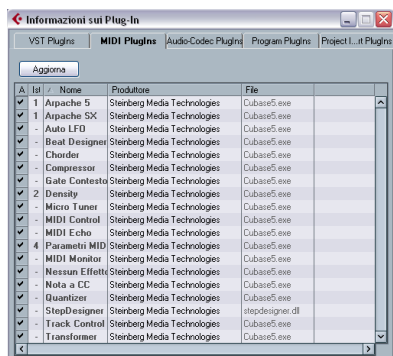 Informazioni sui Plug-In
VST PlugIns MIDI PlugIns Audio-Codec PlugIns Program PlugIns Project I...rt PlugIns
Aggiorna
A Ist Nome Produttore File
1 Arpache 5 Steinberg Media Technologies Cubase5.exe
1 Arpache SX Steinberg Media Technologies Cubase5.exe
- Auto LFO Steinberg Media Technologies Cubase5.exe
- Beat Designer Steinberg Media Technologies Cubase5.exe
- Chorder Steinberg Media Technologies Cubase5.exe
- Compressor Steinberg Media Technologies Cubase5.exe
- Gate Contesto Steinberg Media Technologies Cubase5.exe
2 Density Steinberg Media Technologies Cubase5.exe
- Micro Tuner Steinberg Media Technologies Cubase5.exe
- MIDI Control Steinberg Media Technologies Cubase5.exe
- MIDI Echo Steinberg Media Technologies Cubase5.exe
4 Parametri MID Steinberg Media Technologies Cubase5.exe
- MIDI Monitor Steinberg Media Technologies Cubase5.exe
- Nessun Effetto Steinberg Media Technologies Cubase5.exe
- Nota a CC Steinberg Media Technologies Cubase5.exe
- Quantizer Steinberg Media Technologies Cubase5.exe
- StepDesigner Steinberg Media Technologies stepdesigner.dll
- Track Control Steinberg Media Technologies Cubase5.exe
- Transformer Steinberg Media Technologies Cubase5.exe